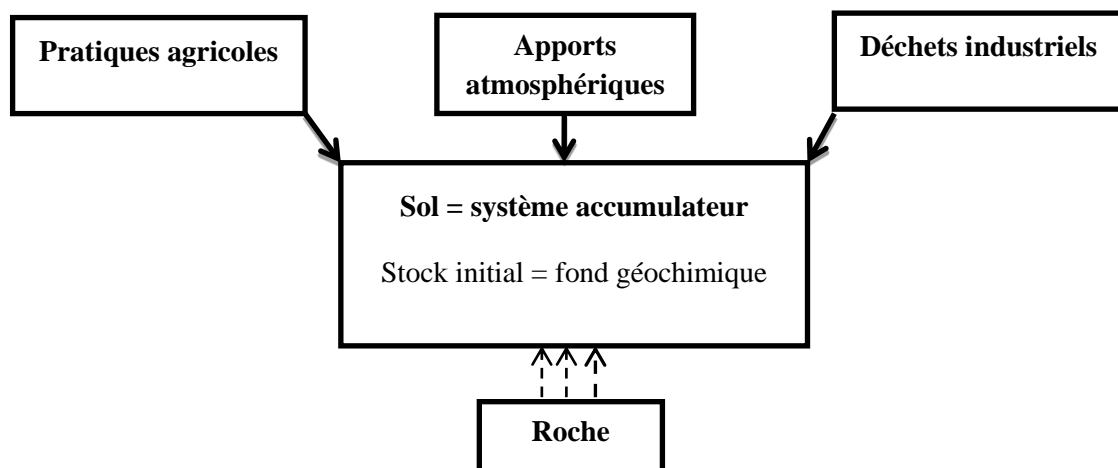 Pratiques agricoles
Apports
atmosphériques
Déchets industriels
Sol = système accumulateur
Stock initial = fond géochimique
Roche